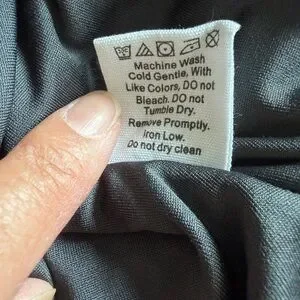 Machine Wash
Cold Gentle, With
Like Colors, DO not
Bleach. DO not
Tumble Dry.
Remove Promptly.
iron Low.
Do not dry clean